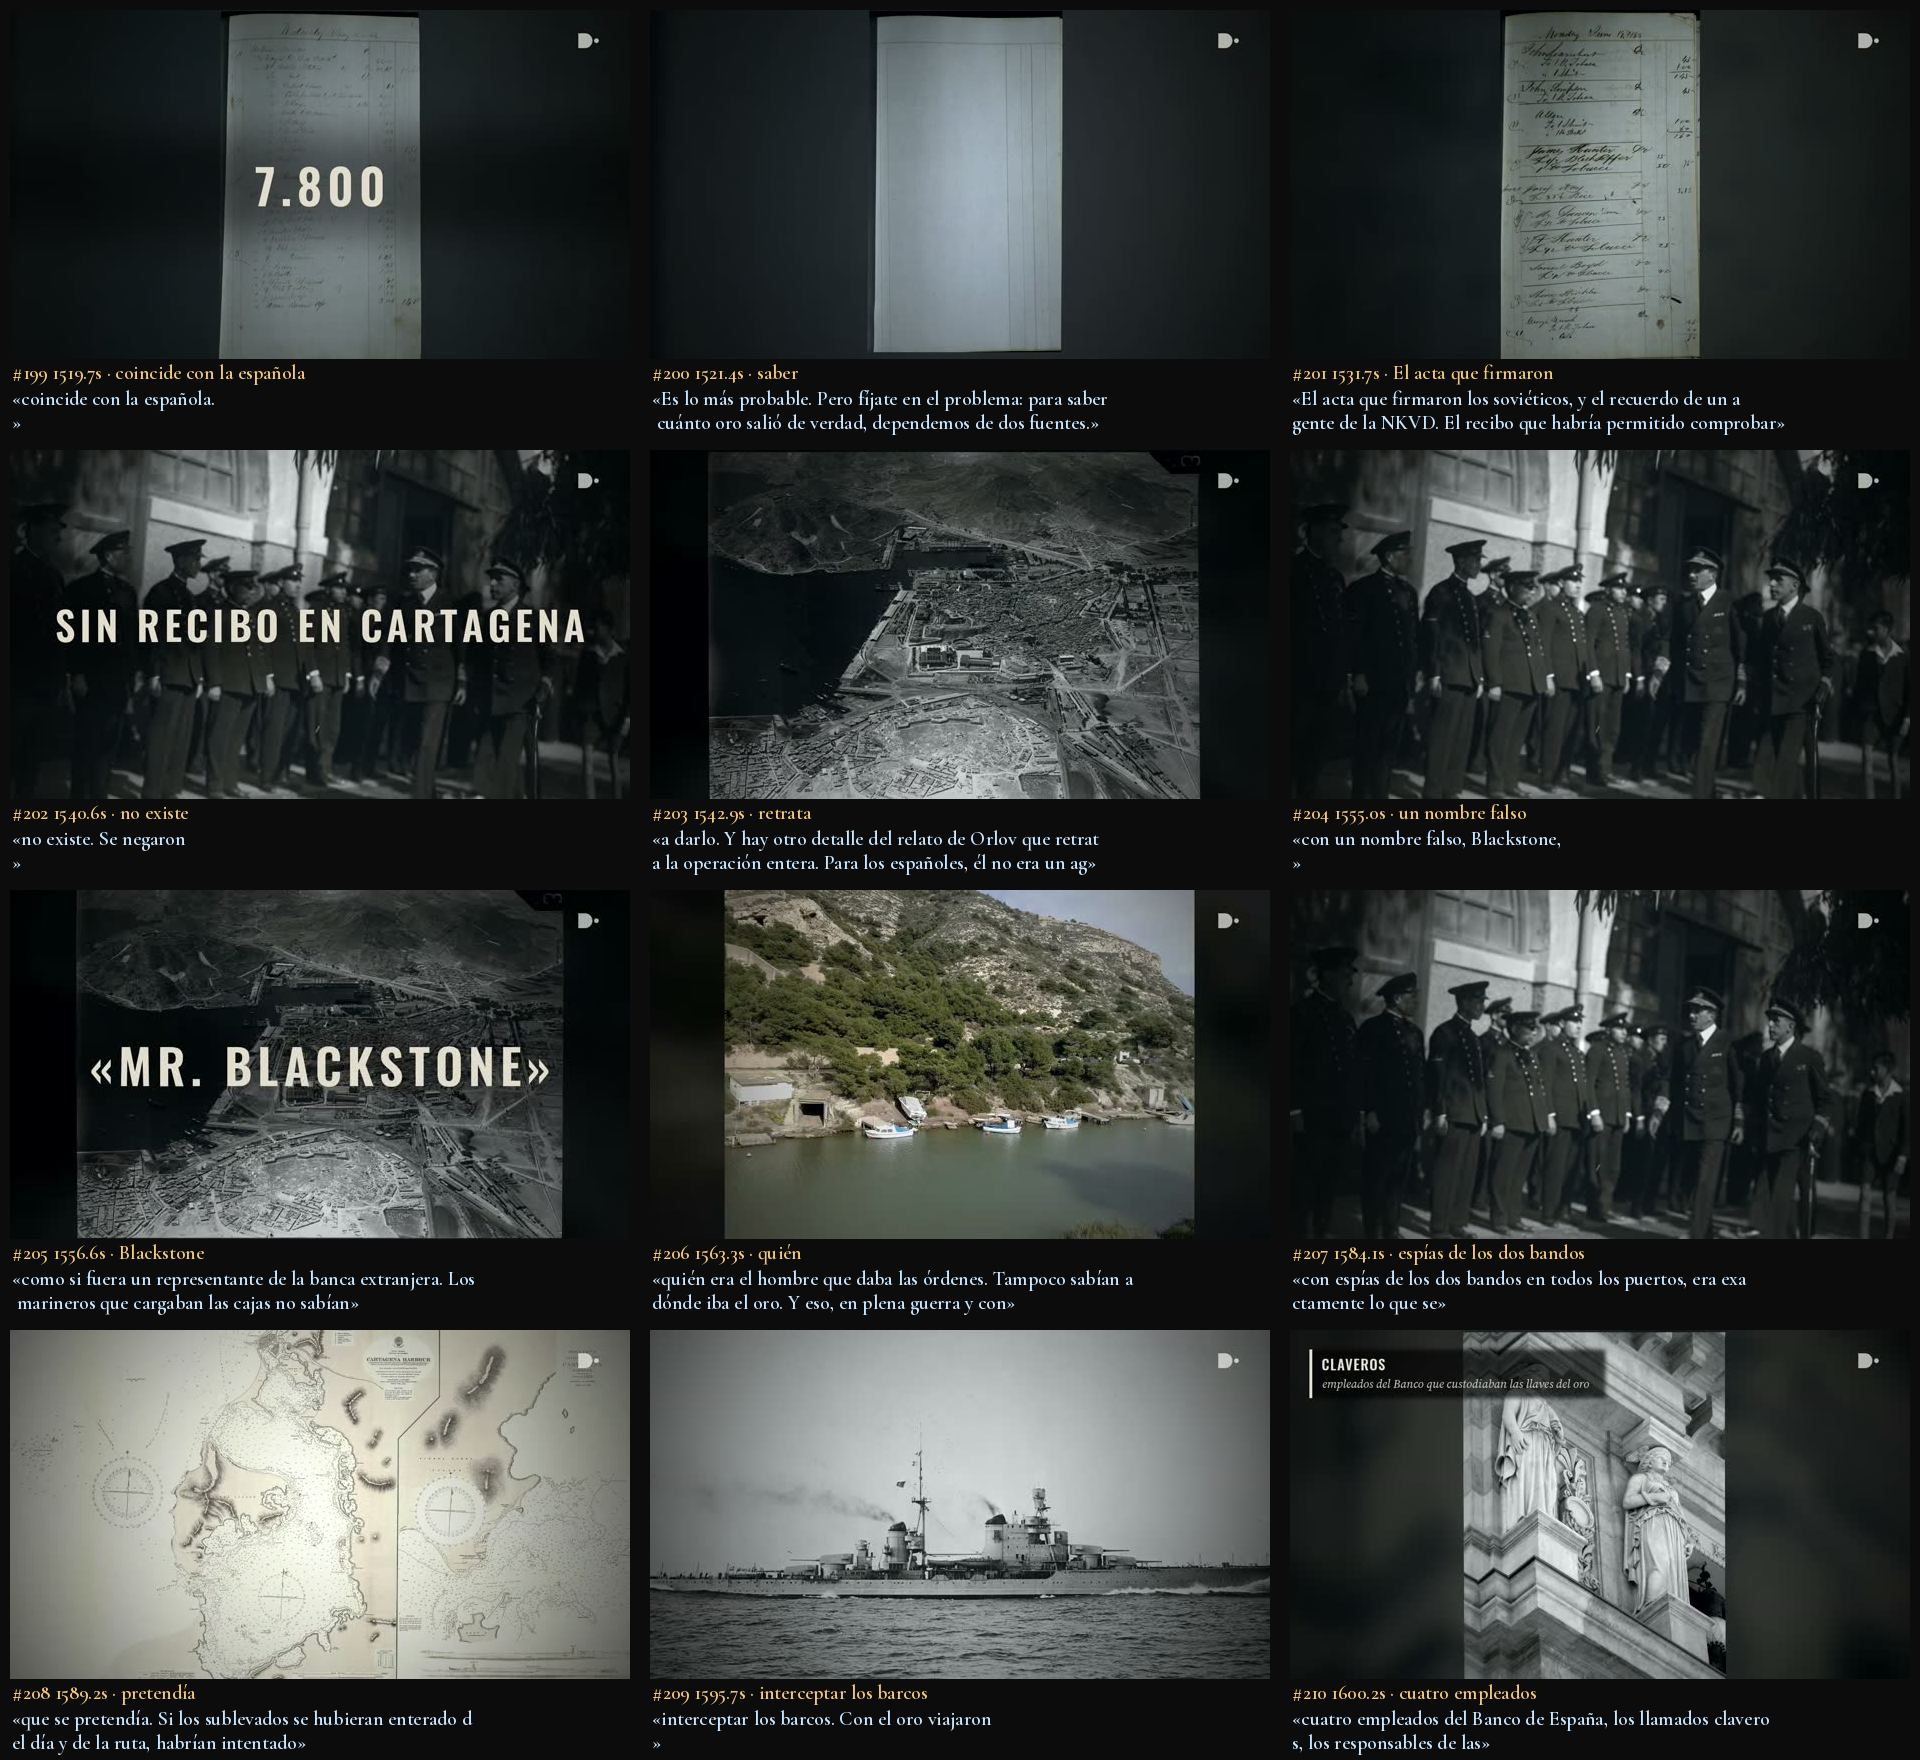 7.800
Monday June
#199 1519.7s · coincide con la española
«coincide con la española.
»
#200 1521.4s · saber
«Es lo más probable. Pero fíjate en el problema: para saber
cuánto oro salió de verdad, dependemos de dos fuentes.»
#201 1531.7s · El acta que firmaron
«El acta que firmaron los soviéticos, y el recuerdo de un a
gente de la NKVD. El recibo que habría permitido comprobar»
SIN RECIBO EN CARTAGENA
#202 1540.6s · no existe
«no existe. Se negaron
»
#203 1542.9s · retrata
«a darlo. Y hay otro detalle del relato de Orlov que retrat
a la operación entera. Para los españoles, él no era un ag»
#204 1555.0s · un nombre falso
«con un nombre falso, Blackstone,
»
«MR. BLACKSTONE»
#205 1556.6s · Blackstone
«como si fuera un representante de la banca extranjera. Los
marineros que cargaban las cajas no sabían»
#206 1563.3s · quién
«quién era el hombre que daba las órdenes. Tampoco sabían a
dónde iba el oro. Y eso, en plena guerra y con»
#207 1584.1s · espías de los dos bandos
«con espías de los dos bandos en todos los puertos, era exa
ctamente lo que se»
CARTAGENA HARBOUR
#208 1589.2s · pretendía
«que se pretendía. Si los sublevados se hubieran enterado d
el día y de la ruta, habrían intentado»
#209 1595.7s · interceptar los barcos
«interceptar los barcos. Con el oro viajaron
»
CLAVEROS
empleados del Banco que custodiaban las llaves del oro
#210 1600.2s · cuatro empleados
«cuatro empleados del Banco de España, los llamados clavero
s, los responsables de las»